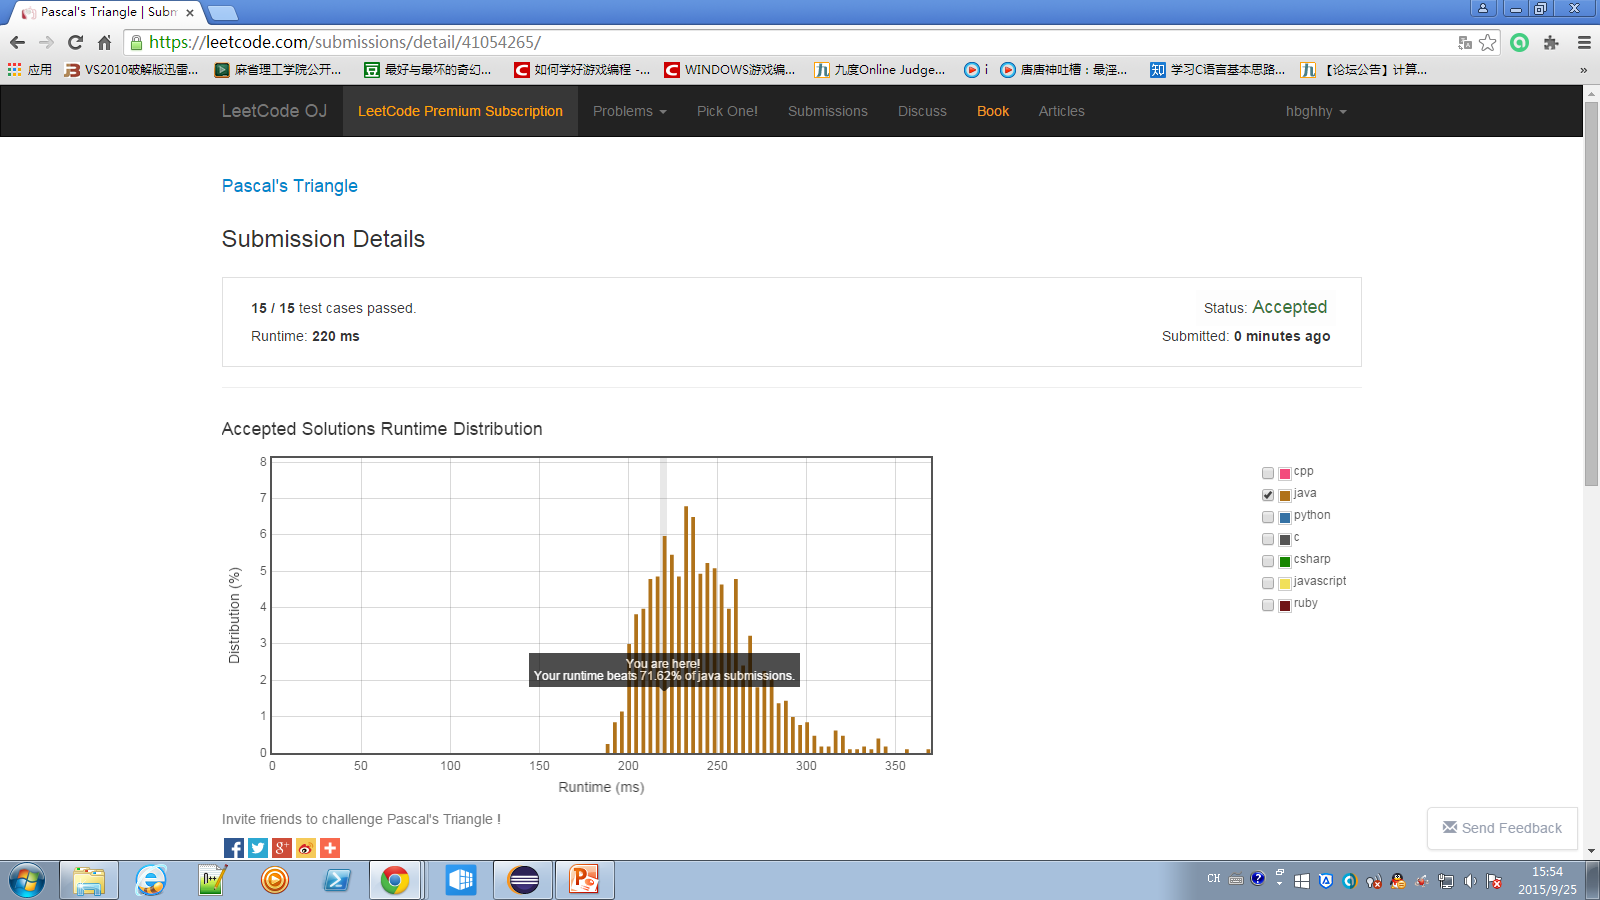 Pascal's Triangle | Subm
https://leetcode.com/submissions/detail/41054265/
应用
VS2010破解版迅雷...
麻省理工学院公开...
最好与最坏的奇幻...
如何学好游戏编程 -...
WINDOWS游戏编...
九度Online Judge...
i
唐唐神吐槽：最淫...
学习C语言基本思路...
【论坛公告】计算...
»
LeetCode OJ
LeetCode Premium Subscription
Problems
Pick One!
Submissions
Discuss
Book
Articles
hbghhy
Pascal's Triangle
Submission Details
15 / 15 test cases passed.
Status: Accepted
Runtime: 220 ms
Submitted: 0 minutes ago
Accepted Solutions Runtime Distribution
8
7
6
5
4
3
2
1
0
Distribution (%)
You are here!
Your runtime beats 71.62% of java submissions.
0
50
100
150
200
250
300
350
Runtime (ms)
cpp
java
python
c
csharp
javascript
ruby
Invite friends to challenge Pascal's Triangle !
Send Feedback
CH
15:54
2015/9/25